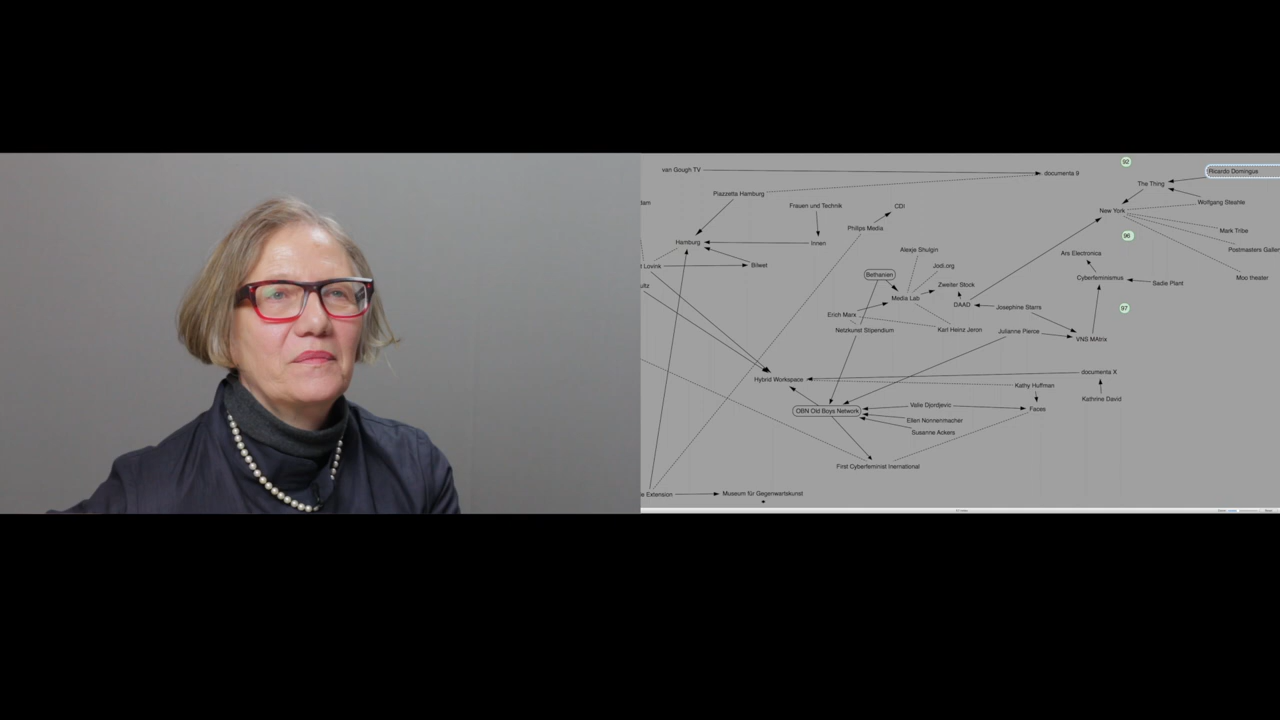 van Gough TV
documenta 9
92
Ricardo Domingua
The Thing
Piazzetta Hamburg
Wolfgang Staehle
dam
Frauen und Technik
CDI
New York
Philips Media
Mark Tribe
96
Hamburg
Innen
Alexje Shulgin
Ars Electronica
Postmasters Galler
t Lovink
Bilwet
Jodi.org
Bethanien
Cyberfeminismus
Sadie Plant
Moo theater
ultz
Zweiter Stock
Media Lab
DAAD
Josephine Starrs
97
Erich Marx
Netzkunst Stipendium
Karl Heinz Jeron
Julianne Pierce
VNS MAtrix
Hybrid Workspace
documenta X
Kathy Huffman
Kathrine David
OBN Old Boys Network
Valie Djordjevic
Faces
Ellen Nonnenmacher
Susanne Ackers
First Cyberfeminist Inernational
e Extension
Museum für Gegenwartskunst